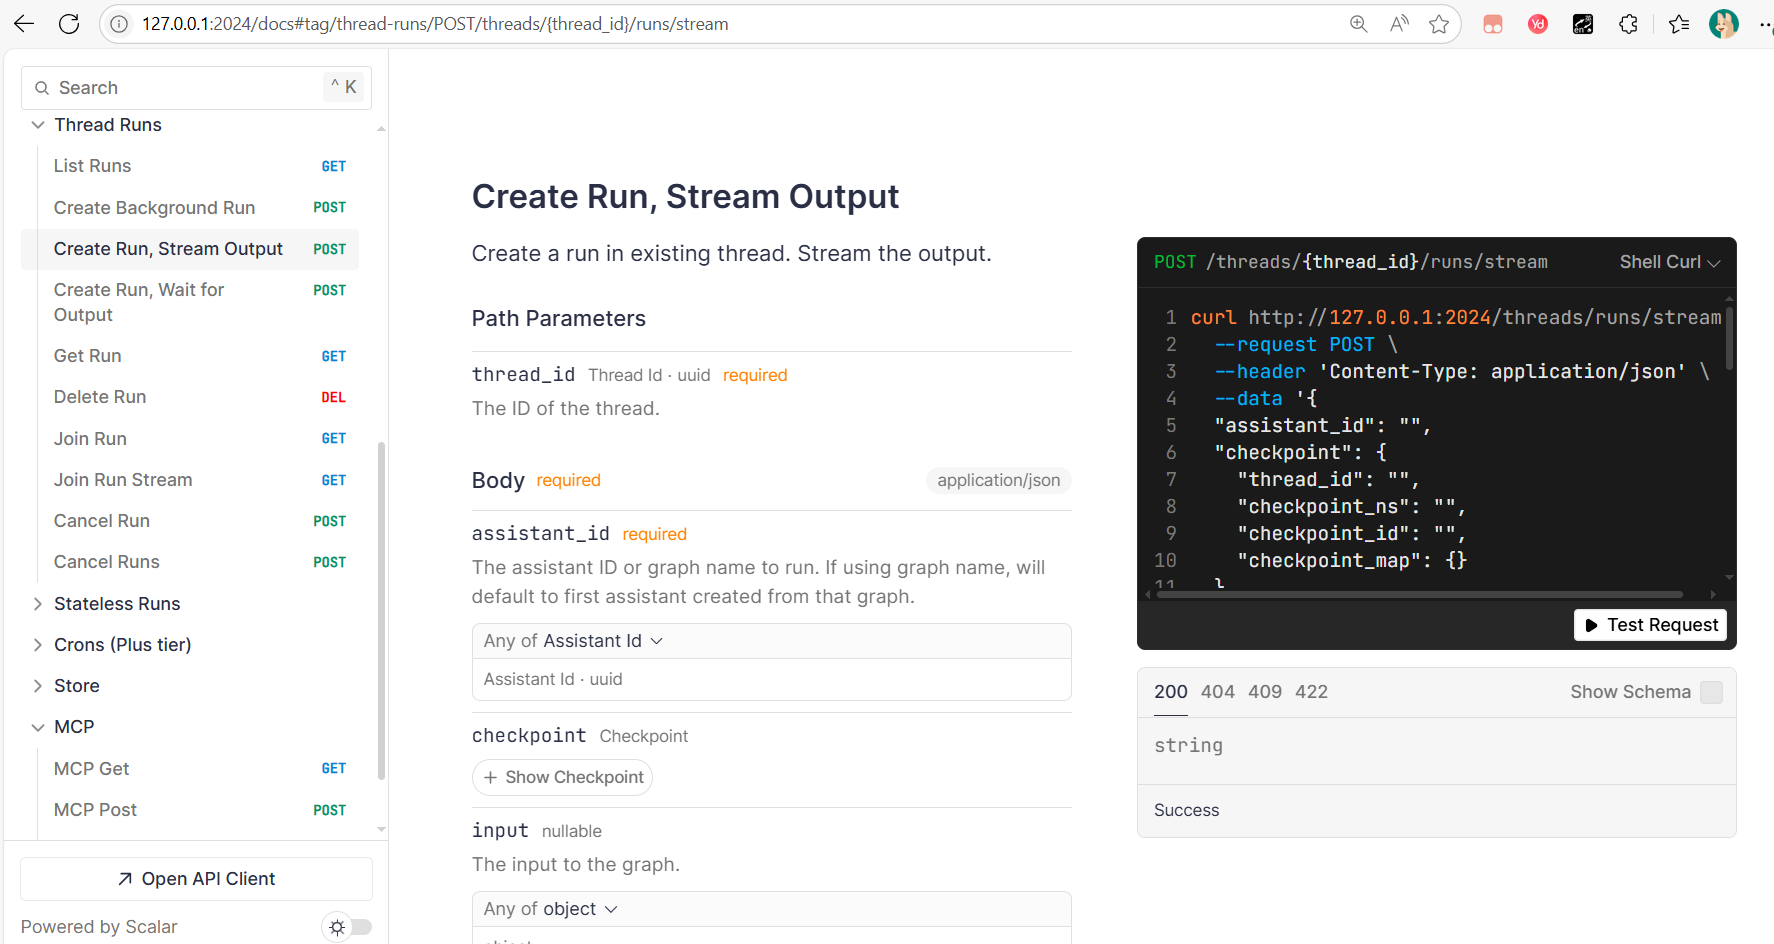 127.0.0.1:2024/docs#tag/thread-runs/POST/threads/{thread_id}/runs/stream
Search
^ K
Thread Runs
List Runs GET
Create Background Run POST
Create Run, Stream Output POST
Create Run, Wait for POST
Output
Get Run GET
Delete Run DEL
Join Run GET
Join Run Stream GET
Cancel Run POST
Cancel Runs POST
Stateless Runs
Crons (Plus tier)
Store
MCP
MCP Get GET
MCP Post POST
Open API Client
Powered by Scalar
Create Run, Stream Output
Create a run in existing thread. Stream the output.
Path Parameters
thread_id Thread Id · uuid required
The ID of the thread.
Body required application/json
assistant_id required
The assistant ID or graph name to run. If using graph name, will
default to first assistant created from that graph.
Any of Assistant Id
Assistant Id · uuid
checkpoint Checkpoint
+ Show Checkpoint
input nullable
The input to the graph.
Any of object
object
POST /threads/{thread_id}/runs/stream Shell Curl
1 curl http://127.0.0.1:2024/threads/runs/stream
2 --request POST \
3 --header 'Content-Type: application/json' \
4 --data '{
5 "assistant_id": "",
6 "checkpoint": {
7 "thread_id": "",
8 "checkpoint_ns": "",
9 "checkpoint_id": "",
10 "checkpoint_map": {}
11 }
Test Request
200 404 409 422 Show Schema
string
Success